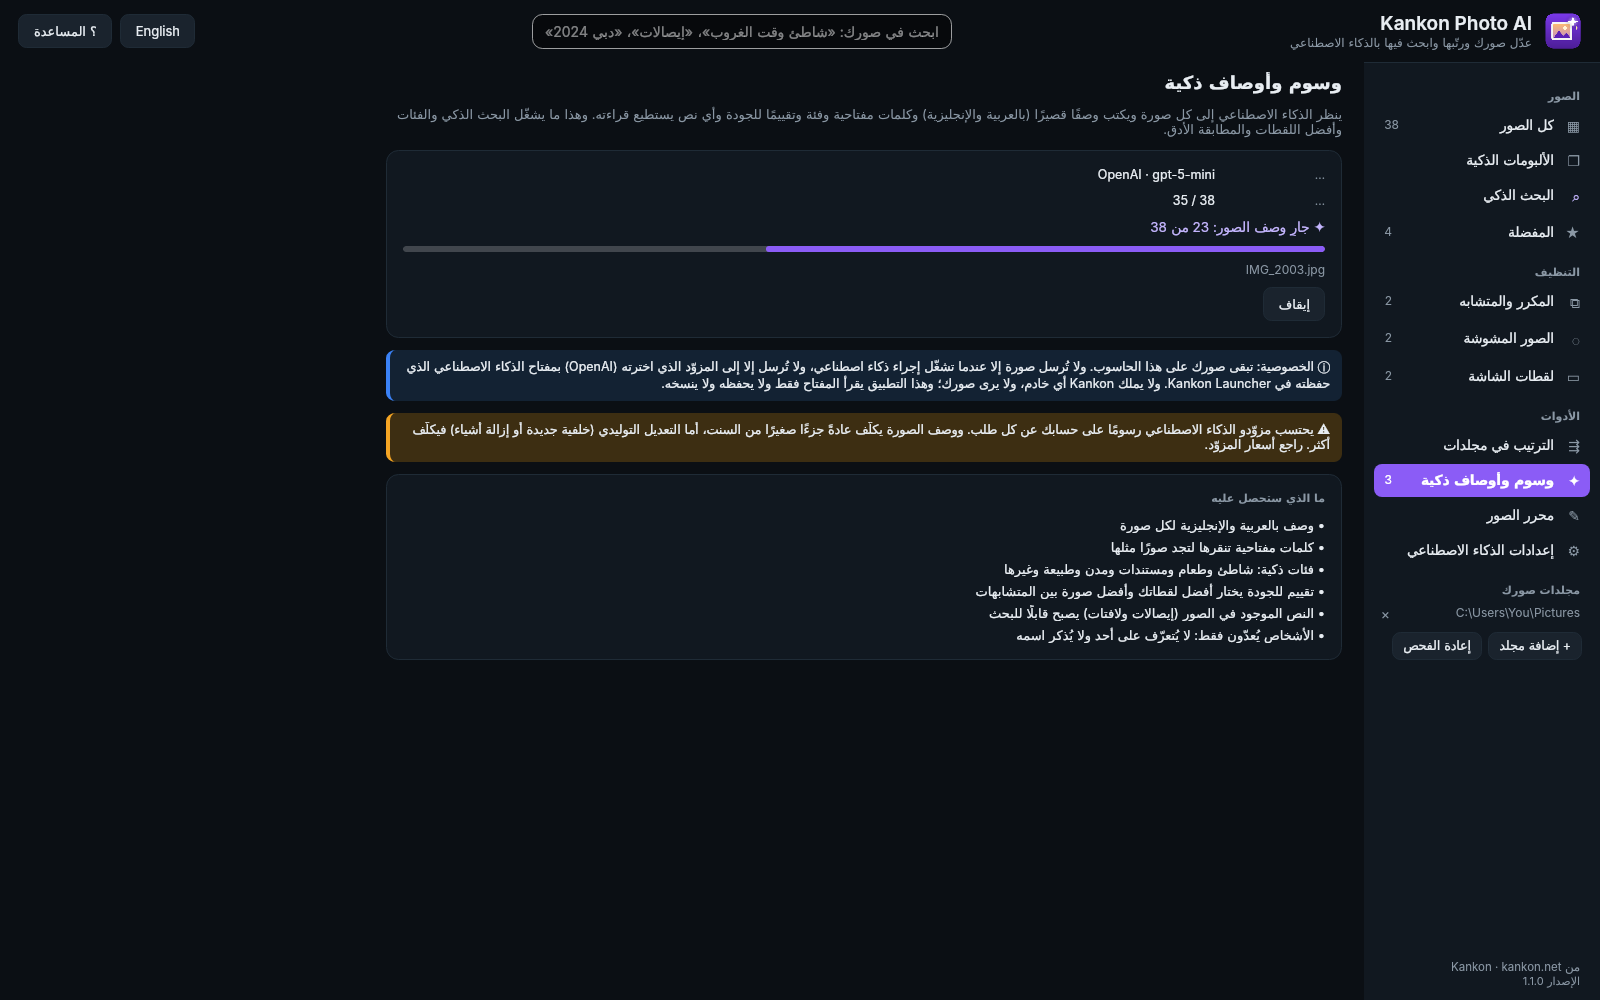 Kankon Photo AI
عدّل صورك ورتّبها وابحث فيها بالذكاء الاصطناعي
ابحث في صورك: «شاطئ وقت الغروب»، «إيصالات»، «دبي 2024»
English
؟ المساعدة
الصور
كل الصور 38
الألبومات الذكية
البحث الذكي
المفضلة 4
التنظيف
المكرر والمتشابه 2
الصور المشوشة 2
لقطات الشاشة 2
الأدوات
الترتيب في مجلدات
وسوم وأوصاف ذكية 3
محرر الصور
إعدادات الذكاء الاصطناعي
مجلدات صورك
C:\Users\You\Pictures ×
+ إضافة مجلد
إعادة الفحص
من Kankon · kankon.net
الإصدار 1.1.0
وسوم وأوصاف ذكية
ينظر الذكاء الاصطناعي إلى كل صورة ويكتب وصفًا قصيرًا (بالعربية والإنجليزية) وكلمات مفتاحية وفئة وتقييمًا للجودة وأي نص يستطيع قراءته. وهذا ما يشغّل البحث الذكي والفئات
وأفضل اللقطات والمطابقة الأدق.
... OpenAI · gpt-5-mini
... 35 / 38
✦ جارٍ وصف الصور: 23 من 38
IMG_2003.jpg
إيقاف
ⓘ الخصوصية: تبقى صورك على هذا الحاسوب. ولا تُرسل صورة إلا عندما تشغّل إجراء ذكاء اصطناعي، ولا تُرسل إلا إلى المزوّد الذي اخترته (OpenAI) بمفتاح الذكاء الاصطناعي الذي
حفظته في Kankon Launcher. ولا يملك Kankon أي خادم، ولا يرى صورك؛ وهذا التطبيق يقرأ المفتاح فقط ولا يحفظه ولا ينسخه.
⚠ يحتسب مزوّدو الذكاء الاصطناعي رسومًا على حسابك عن كل طلب. ووصف الصورة يكلّف عادةً جزءًا صغيرًا من السنت، أما التعديل التوليدي (خلفية جديدة أو إزالة أشياء) فيكلّف
أكثر. راجع أسعار المزوّد.
ما الذي ستحصل عليه
• وصف بالعربية والإنجليزية لكل صورة
• كلمات مفتاحية تنقرها لتجد صورًا مثلها
• فئات ذكية: شاطئ وطعام ومستندات ومدن وطبيعة وغيرها
• تقييم للجودة يختار أفضل لقطاتك وأفضل صورة بين المتشابهات
• النص الموجود في الصور (إيصالات ولافتات) يصبح قابلًا للبحث
• الأشخاص يُعدّون فقط: لا يُتعرّف على أحد ولا يُذكر اسمه